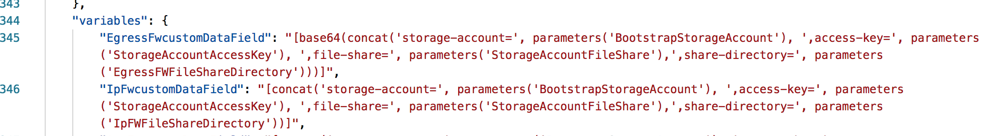 343 },
344 "variables": {
345 "EgressFwcustomDataField": "[base64(concat('storage-account=', parameters('BootstrapStorageAccount'), ',access-key=', parameters
('StorageAccountAccessKey'), ',file-share=', parameters('StorageAccountFileShare'),',share-directory=', parameters
('EgressFWFileShareDirectory')))]",
346 "IpFwcustomDataField": "[concat('storage-account=', parameters('BootstrapStorageAccount'), ',access-key=', parameters
('StorageAccountAccessKey'), ',file-share=', parameters('StorageAccountFileShare'),',share-directory=', parameters
('IpFWFileShareDirectory'))]",